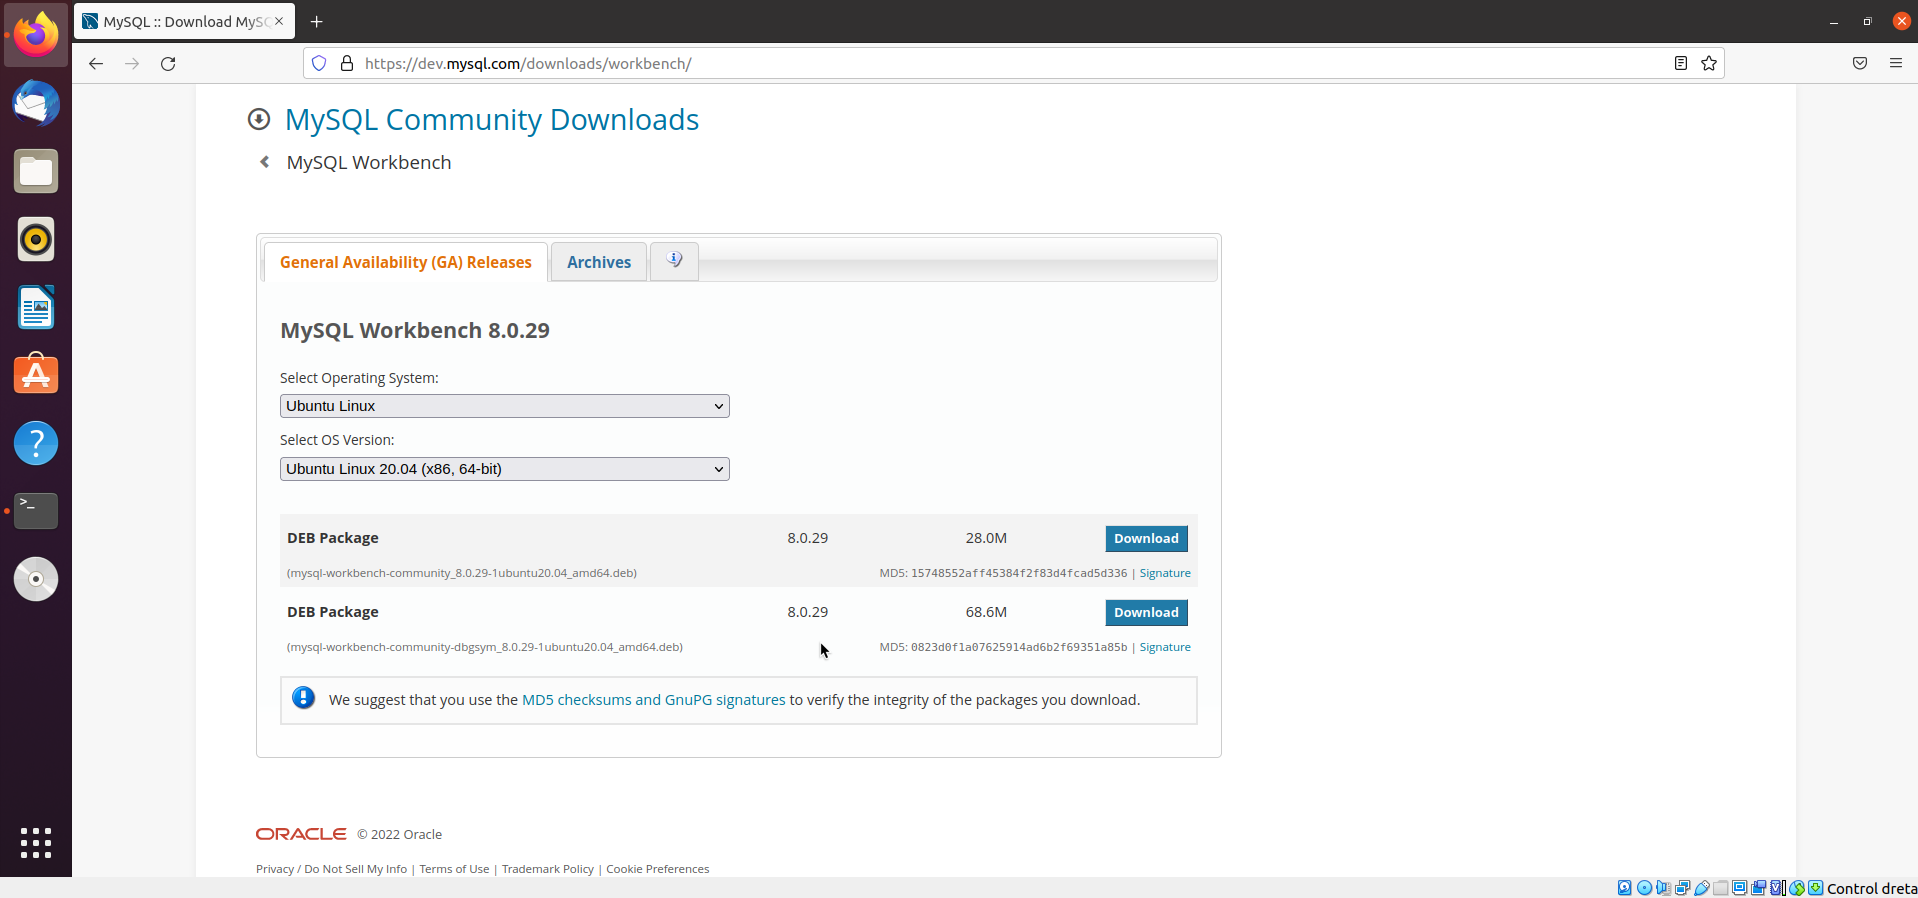 MySQL :: Download MySQ
https://dev.mysql.com/downloads/workbench/
MySQL Community Downloads
MySQL Workbench
General Availability (GA) Releases
Archives
MySQL Workbench 8.0.29
Select Operating System:
Ubuntu Linux
Select OS Version:
Ubuntu Linux 20.04 (x86, 64-bit)
DEB Package 8.0.29 28.0M Download
(mysql-workbench-community_8.0.29-1ubuntu20.04_amd64.deb) MD5: 15748552aff45384f2f83d4fcad5d336 | Signature
DEB Package 8.0.29 68.6M Download
(mysql-workbench-community-dbgsym_8.0.29-1ubuntu20.04_amd64.deb) MD5: 0823d0f1a07625914ad6b2f69351a85b | Signature
We suggest that you use the MD5 checksums and GnuPG signatures to verify the integrity of the packages you download.
ORACLE © 2022 Oracle
Privacy / Do Not Sell My Info | Terms of Use | Trademark Policy | Cookie Preferences
Control dreta